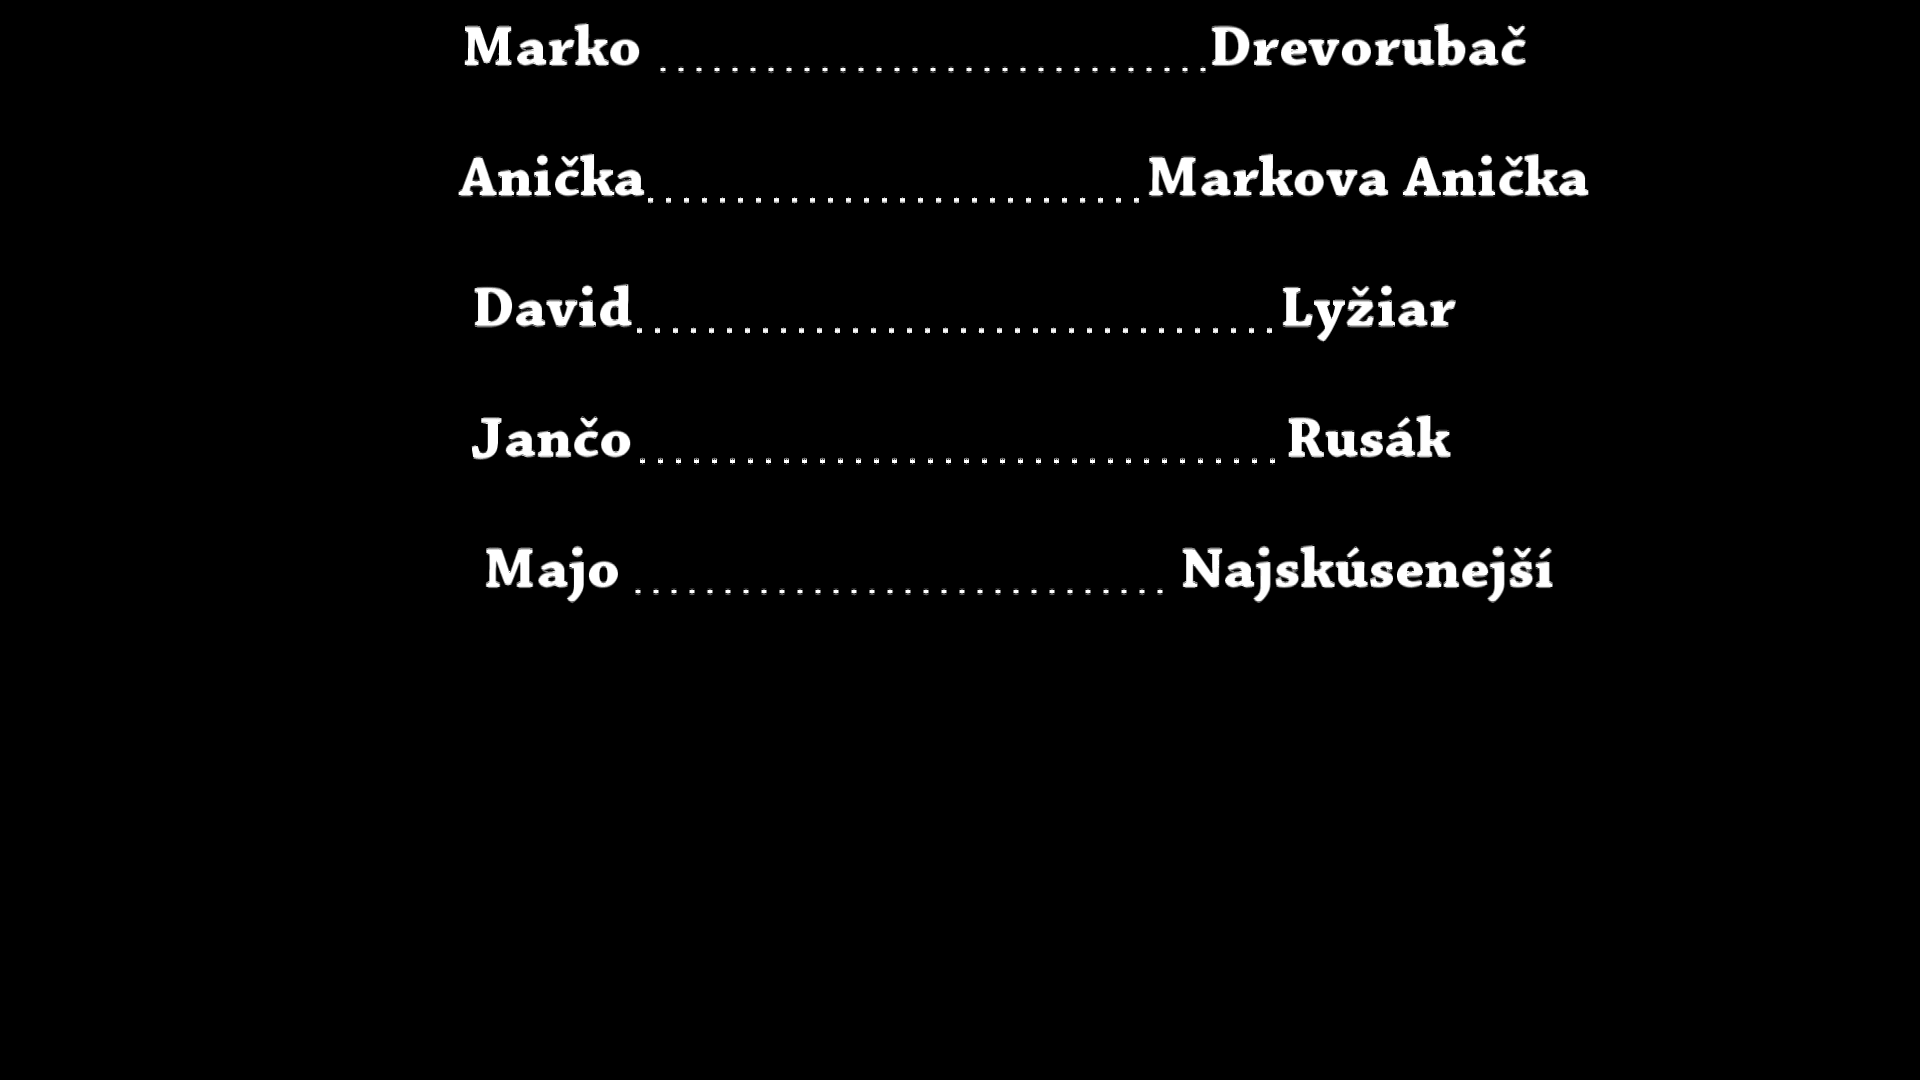 Marko ...............................Drevorubač
Anička............................Markova Anička
David....................................Lyžiar
Jančo....................................Rusák
Majo .............................. Najskúsenejší